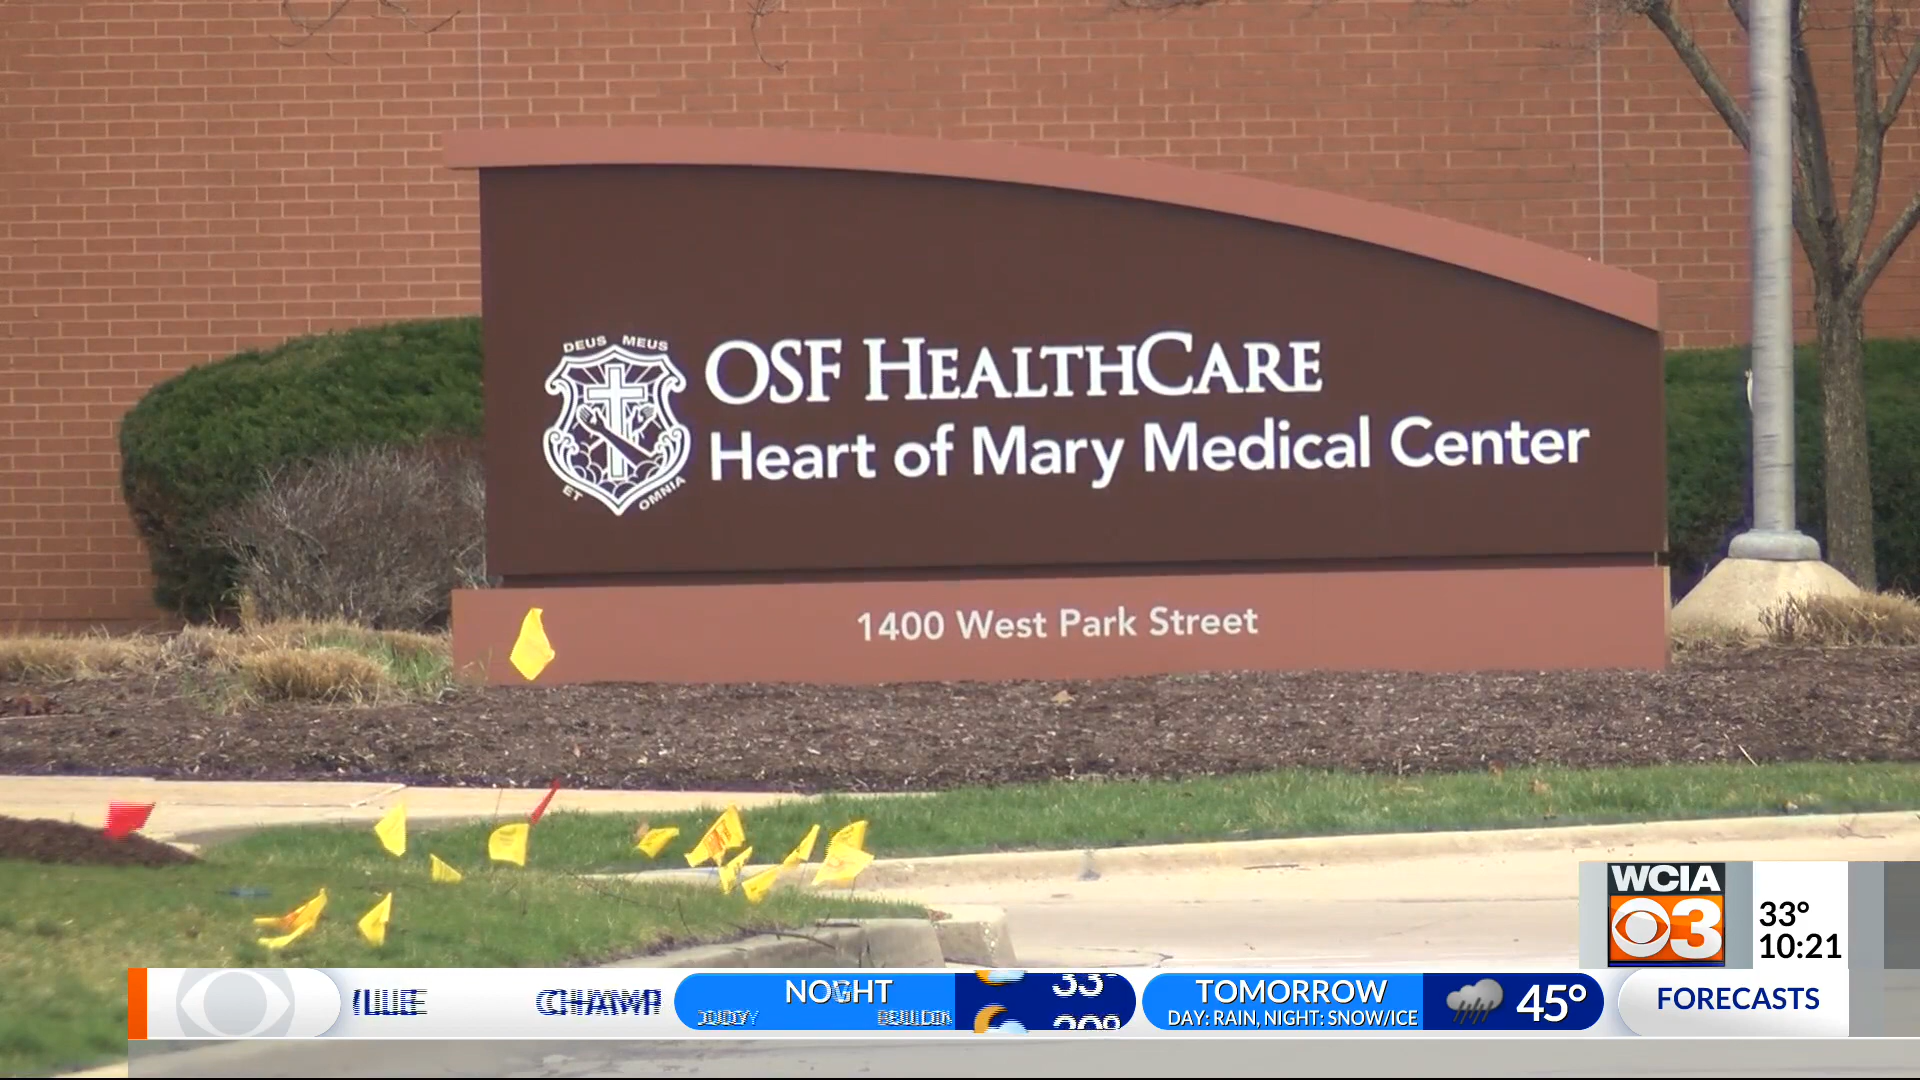 DEUS MEUS
ET OMNIA
OSF HEALTHCARE
Heart of Mary Medical Center
1400 West Park Street
WCIA
3
33°
10:21
TOMORROW
DAY: RAIN, NIGHT: SNOW/ICE
45°
FORECASTS